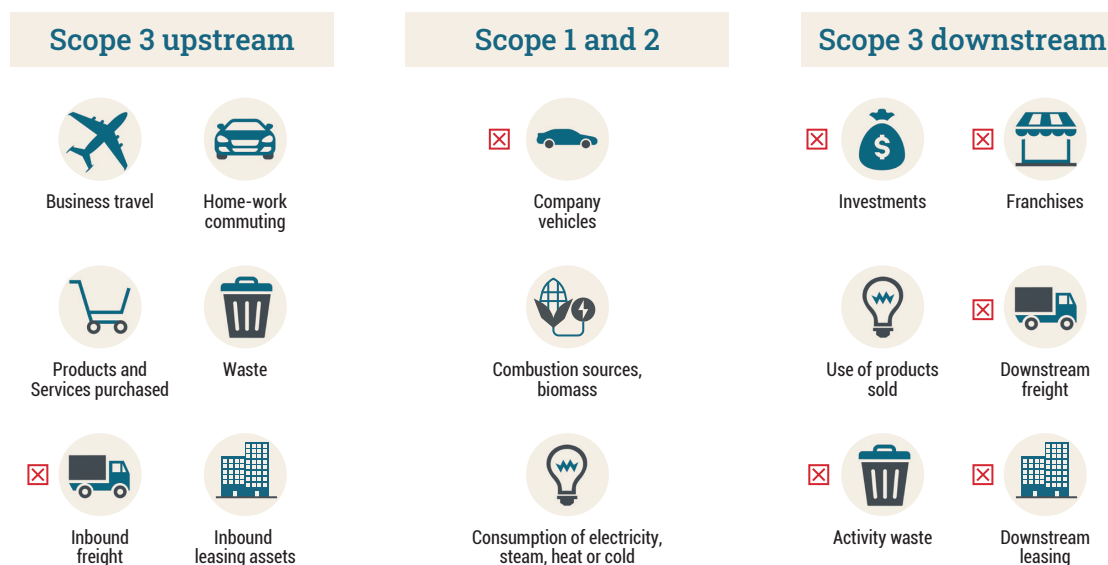 Scope 3 upstream
Business travel
Home-work
commuting
Products and
Services purchased
Waste
Inbound
freight
Inbound
leasing assets
Scope 1 and 2
Company
vehicles
Combustion sources,
biomass
Consumption of electricity,
steam, heat or cold
Scope 3 downstream
$
Investments
Franchises
Use of products
sold
Downstream
freight
Activity waste
Downstream
leasing